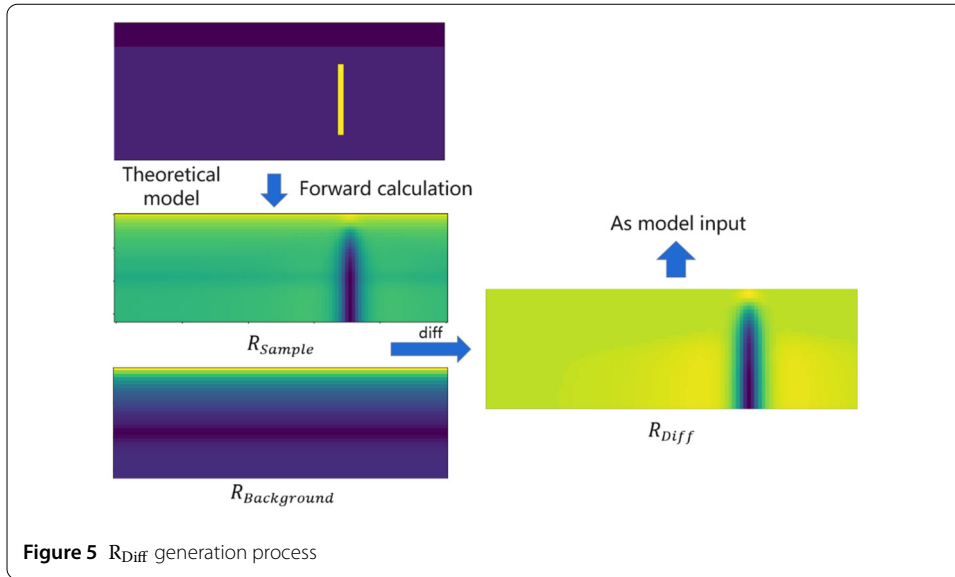 Theoretical
model
Forward calculation
As model input
R_Sample
diff
R_Diff
R_Background
Figure 5 R_Diff generation process